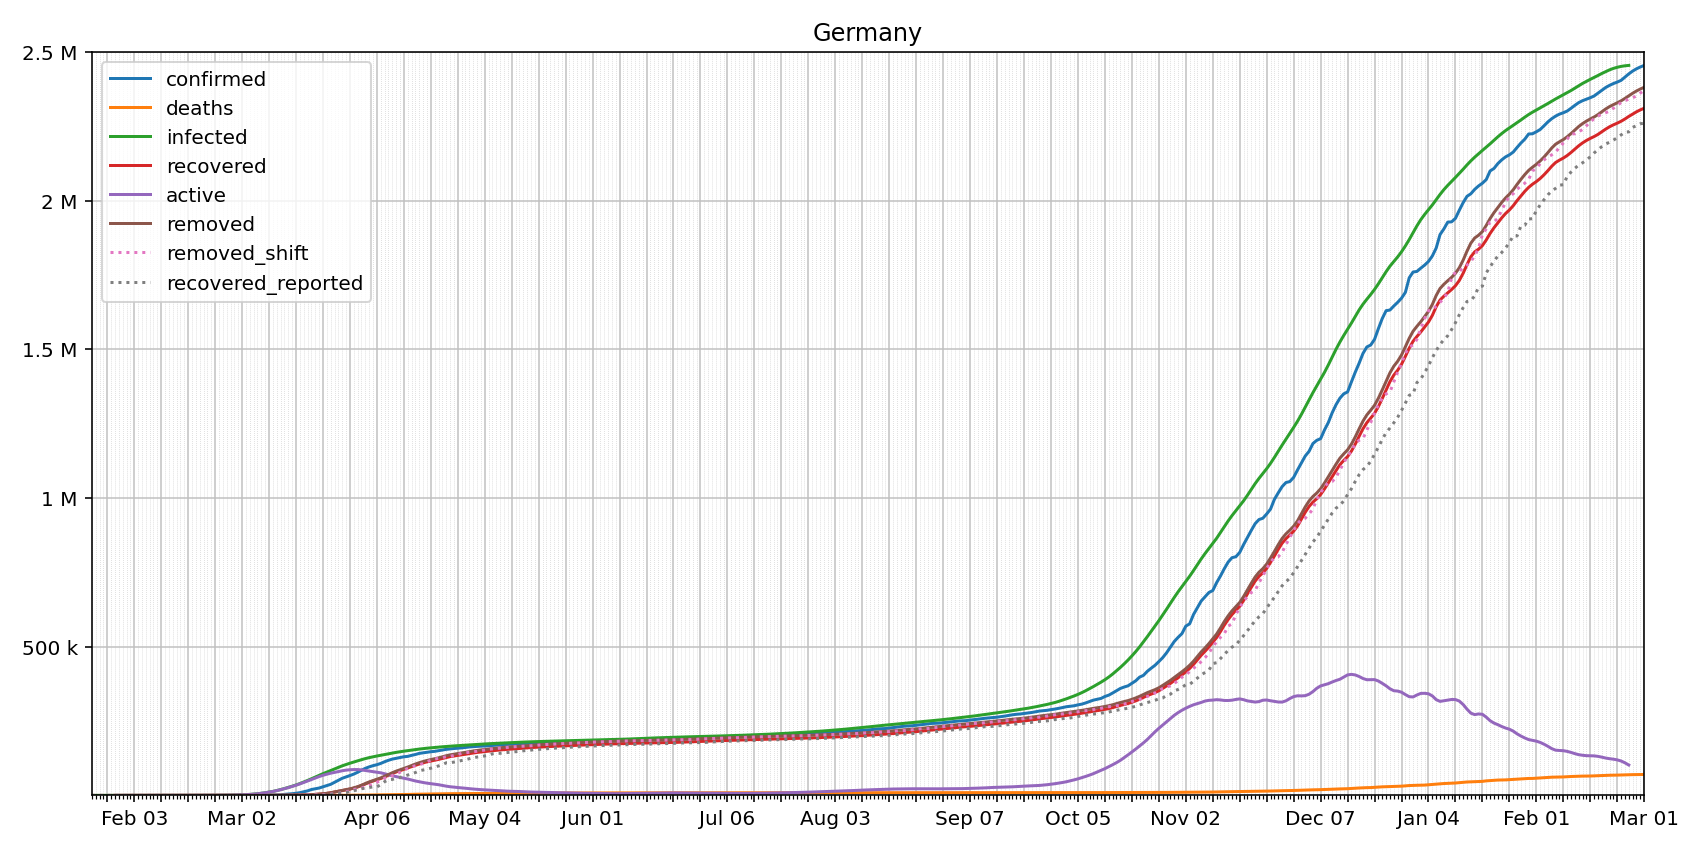 Germany
2.5 M
2 M
1.5 M
1 M
500 k
confirmed
deaths
infected
recovered
active
removed
removed_shift
recovered_reported
Feb 03 Mar 02 Apr 06 May 04 Jun 01 Jul 06 Aug 03 Sep 07 Oct 05 Nov 02 Dec 07 Jan 04 Feb 01 Mar 01